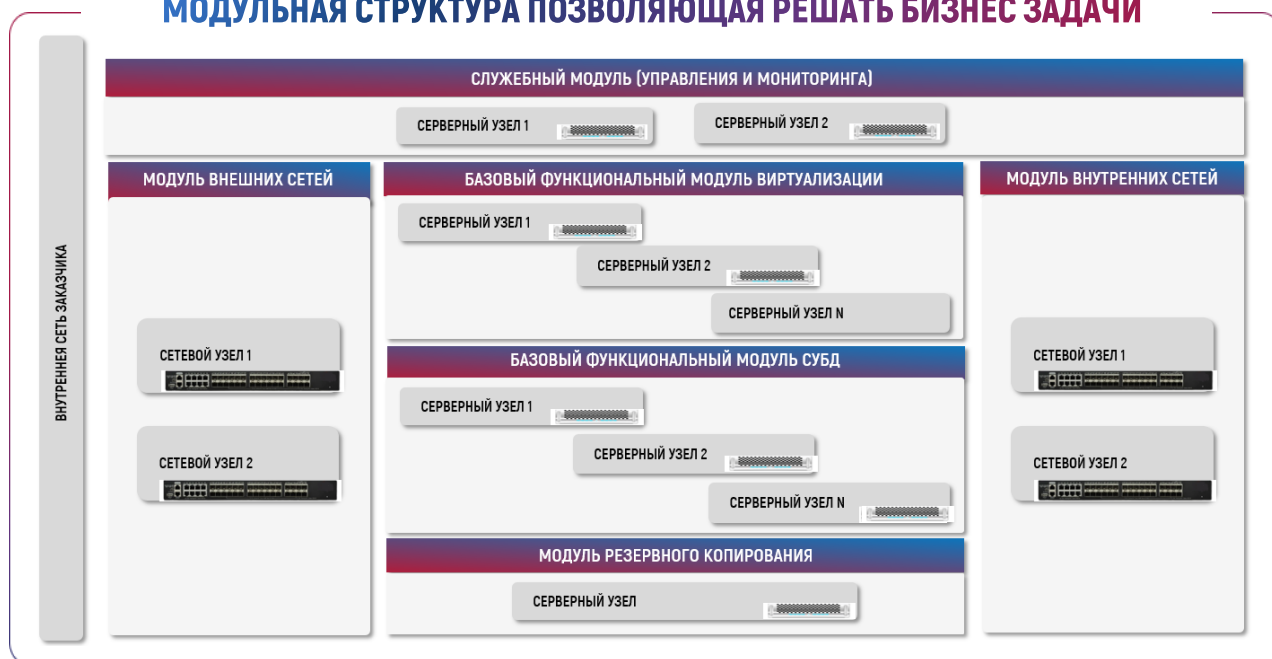 МОДУЛЬНАЯ СТРУКТУРА ПОЗВОЛЯЮЩАЯ РЕШАТЬ БИЗНЕС ЗАДАЧИ
ВНУТРЕННЕЯ СЕТЬ ЗАКАЗЧИКА
СЛУЖЕБНЫЙ МОДУЛЬ (УПРАВЛЕНИЯ И МОНИТОРИНГА)
СЕРВЕРНЫЙ УЗЕЛ 1
СЕРВЕРНЫЙ УЗЕЛ 2
МОДУЛЬ ВНЕШНИХ СЕТЕЙ
СЕТЕВОЙ УЗЕЛ 1
СЕТЕВОЙ УЗЕЛ 2
БАЗОВЫЙ ФУНКЦИОНАЛЬНЫЙ МОДУЛЬ ВИРТУАЛИЗАЦИИ
СЕРВЕРНЫЙ УЗЕЛ 1
СЕРВЕРНЫЙ УЗЕЛ 2
СЕРВЕРНЫЙ УЗЕЛ N
БАЗОВЫЙ ФУНКЦИОНАЛЬНЫЙ МОДУЛЬ СУБД
СЕРВЕРНЫЙ УЗЕЛ 1
СЕРВЕРНЫЙ УЗЕЛ 2
СЕРВЕРНЫЙ УЗЕЛ N
МОДУЛЬ РЕЗЕРВНОГО КОПИРОВАНИЯ
СЕРВЕРНЫЙ УЗЕЛ
МОДУЛЬ ВНУТРЕННИХ СЕТЕЙ
СЕТЕВОЙ УЗЕЛ 1
СЕТЕВОЙ УЗЕЛ 2